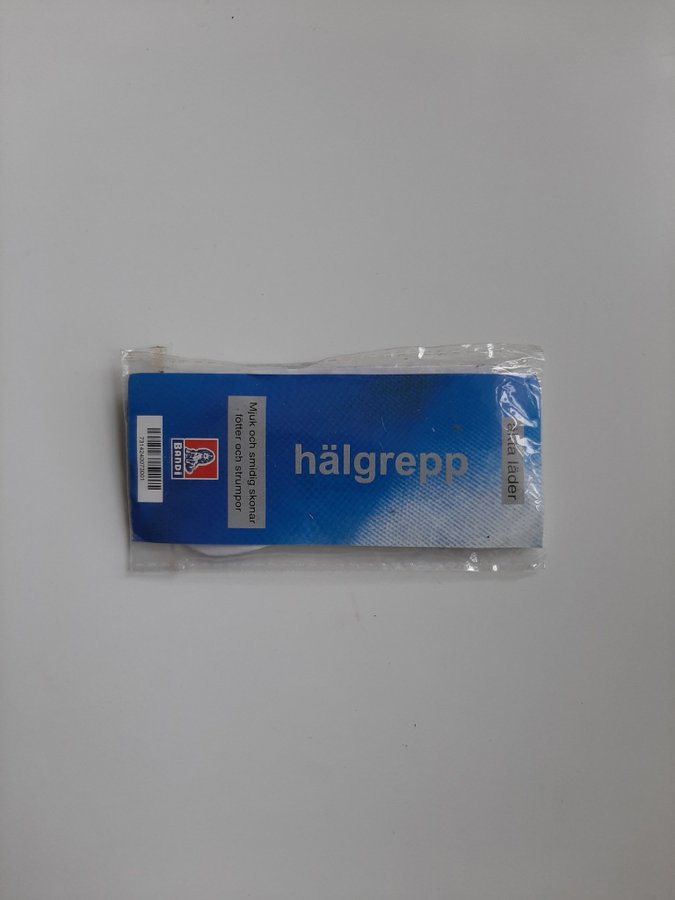 äkta läder
hälgrepp
Mjuk och smidig skonar
fötter och strumpor
BANDI